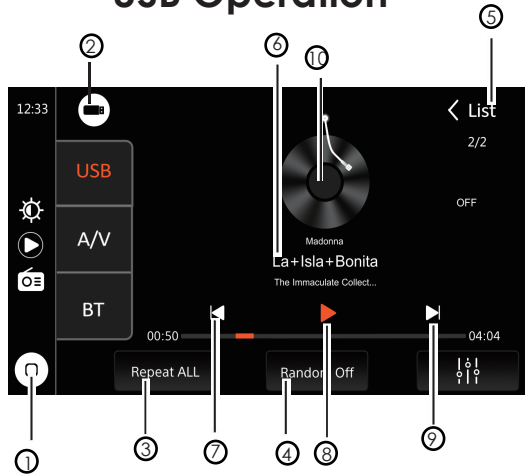 USB Operation
② ⑥ ⑩ ⑤
12:33
List
2/2
USB
OFF
A/V
Madonna
La+Isla+Bonita
The Immaculate Collect...
BT
00:50
04:04
Repeat ALL
Random Off
① ③ ⑦ ④ ⑧ ⑨